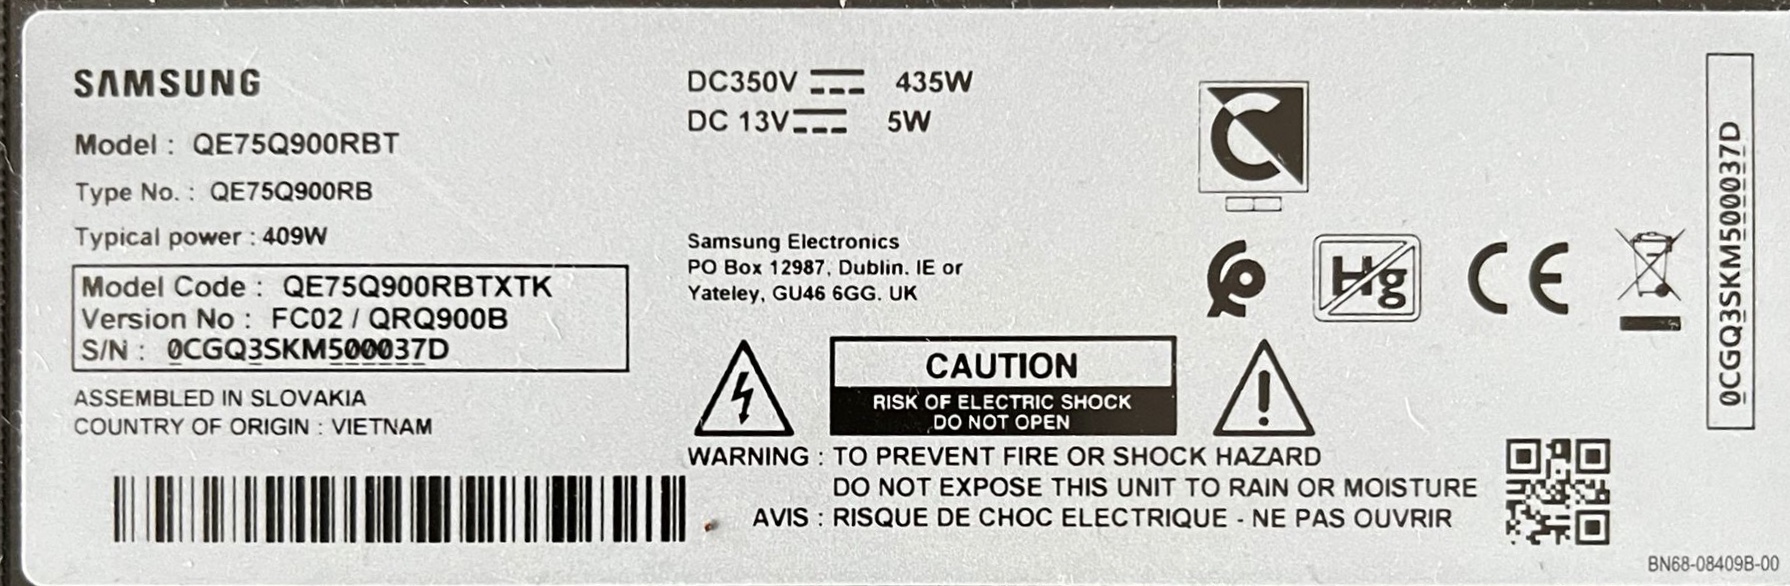 SAMSUNG
Model : QE75Q900RBT
Type No. : QE75Q900RB
Typical power : 409W
Model Code : QE75Q900RBTXTK
Version No : FC02 / QRQ900B
S/N : 0CGQ3SKM500037D
ASSEMBLED IN SLOVAKIA
COUNTRY OF ORIGIN : VIETNAM
DC350V 435W
DC 13V 5W
Samsung Electronics
PO Box 12987, Dublin. IE or
Yateley, GU46 6GG. UK
C
Hg
CE
CAUTION
RISK OF ELECTRIC SHOCK
DO NOT OPEN
WARNING : TO PREVENT FIRE OR SHOCK HAZARD
DO NOT EXPOSE THIS UNIT TO RAIN OR MOISTURE
AVIS : RISQUE DE CHOC ELECTRIQUE - NE PAS OUVRIR
0CGQ3SKM500037D
BN68-08409B-00